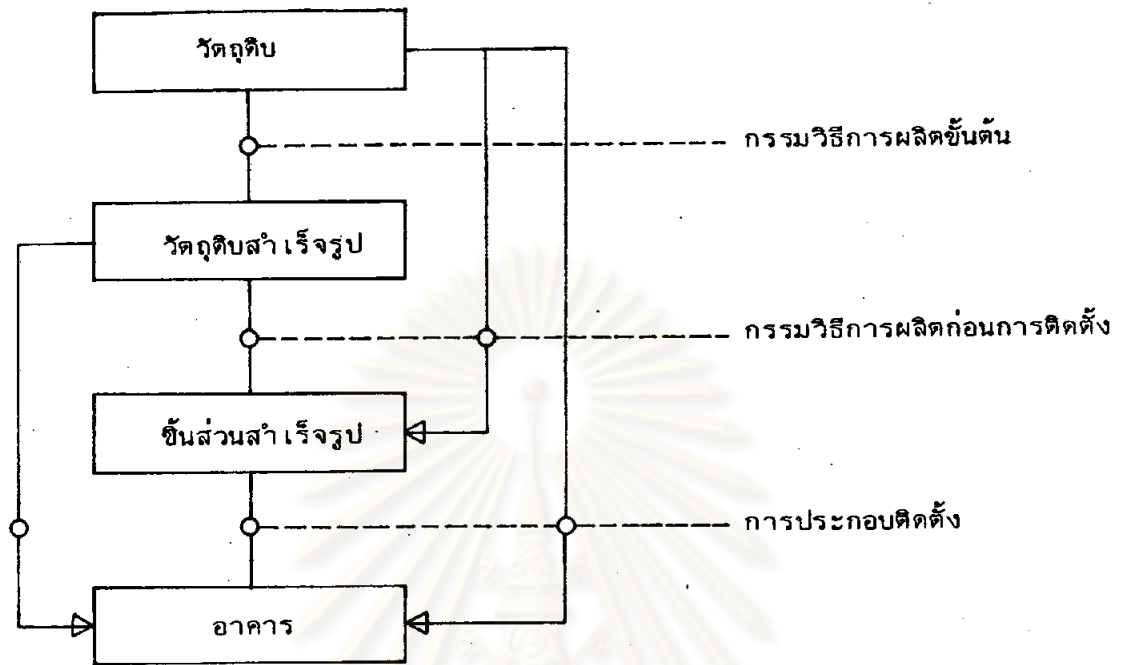 วัตถุดิบ
กรรมวิธีการผลิตขั้นต้น
วัตถุดิบสำเร็จรูป
กรรมวิธีการผลิตก่อนการติดตั้ง
ชิ้นส่วนสำเร็จรูป
การประกอบติดตั้ง
อาคาร